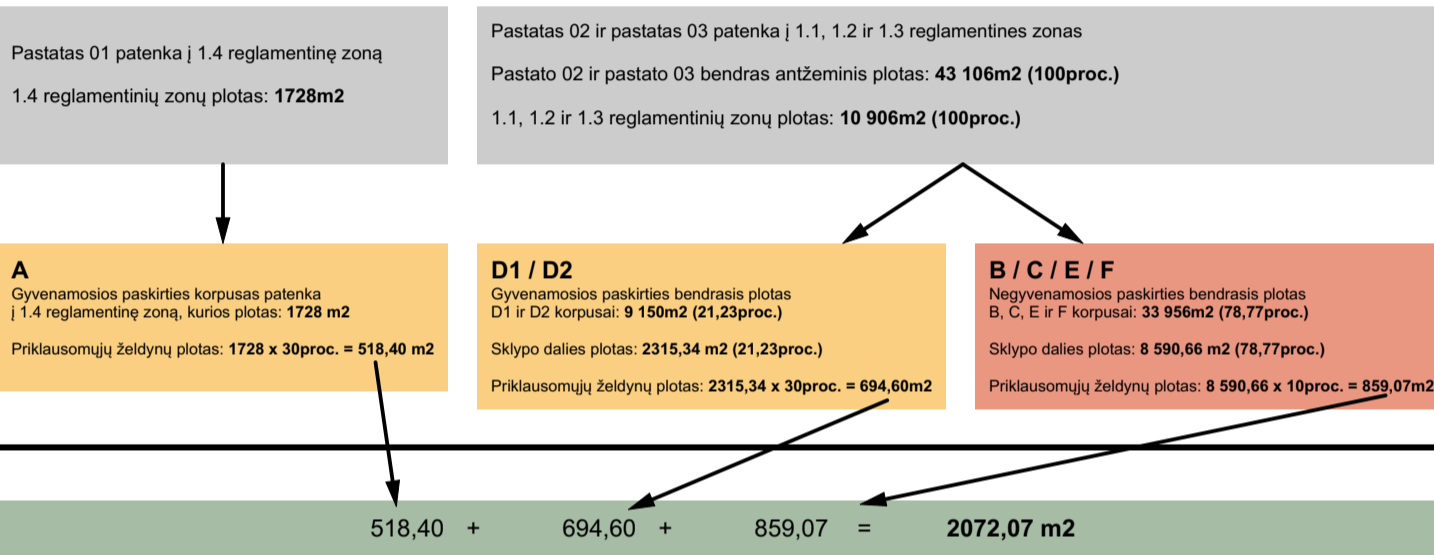 Pastatas 01 patenka į 1.4 reglamentinę zoną
1.4 reglamentinių zonų plotas: 1728m2
Pastatas 02 ir pastatas 03 patenka į 1.1, 1.2 ir 1.3 reglamentines zonas
Pastato 02 ir pastato 03 bendras antžeminis plotas: 43 106m2 (100proc.)
1.1, 1.2 ir 1.3 reglamentinių zonų plotas: 10 906m2 (100proc.)
A
Gyvenamosios paskirties korpusas patenka
į 1.4 reglamentinę zoną, kurios plotas: 1728 m2
Priklausomųjų želdynų plotas: 1728 x 30proc. = 518,40 m2
D1 / D2
Gyvenamosios paskirties bendrasis plotas
D1 ir D2 korpusai: 9 150m2 (21,23proc.)
Sklypo dalies plotas: 2315,34 m2 (21,23proc.)
Priklausomųjų želdynų plotas: 2315,34 x 30proc. = 694,60m2
B / C / E / F
Negyvenamosios paskirties bendrasis plotas
B, C, E ir F korpusai: 33 956m2 (78,77proc.)
Sklypo dalies plotas: 8 590,66 m2 (78,77proc.)
Priklausomųjų želdynų plotas: 8 590,66 x 10proc. = 859,07m2
518,40 + 694,60 + 859,07 = 2072,07 m2